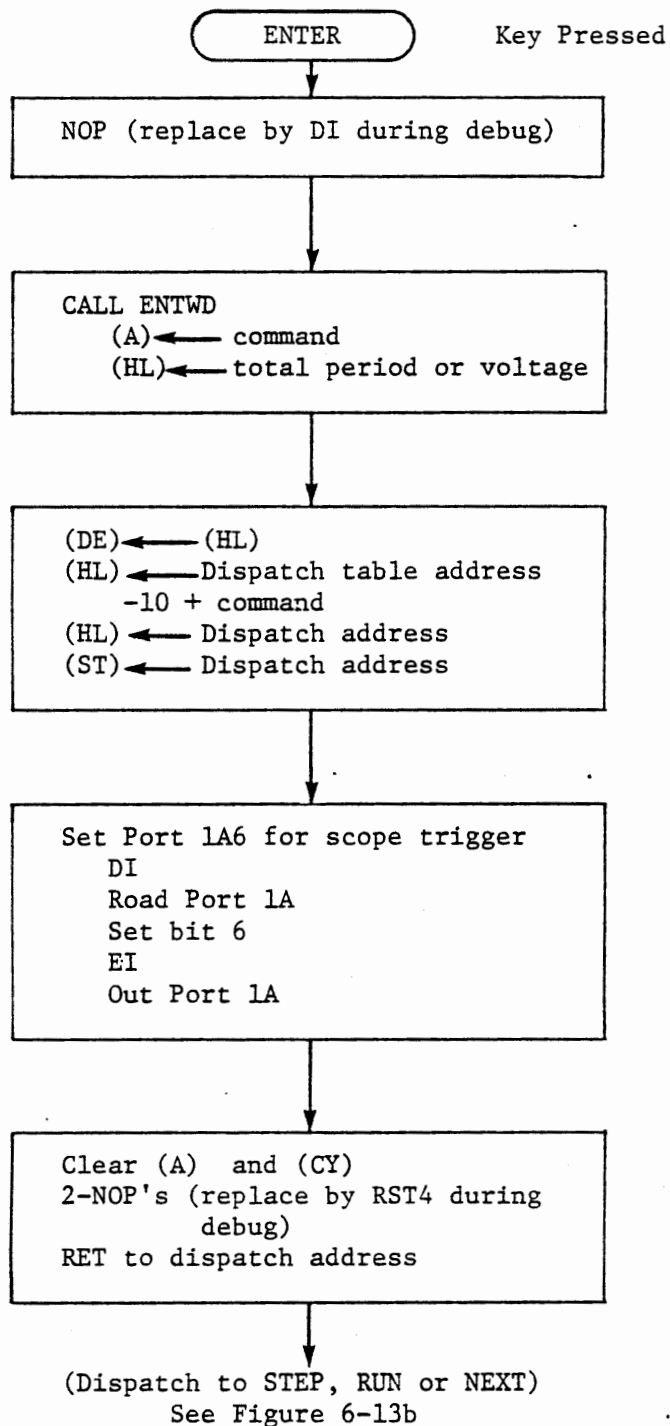 ENTER Key Pressed
NOP (replace by DI during debug)
CALL ENTWD
(A) command
(HL) total period or voltage
(DE) (HL)
(HL) Dispatch table address
-10 + command
(HL) Dispatch address
(ST) Dispatch address
Set Port 1A6 for scope trigger
DI
Road Port 1A
Set bit 6
EI
Out Port 1A
Clear (A) and (CY)
2-NOP's (replace by RST4 during
debug)
RET to dispatch address
(Dispatch to STEP, RUN or NEXT)
See Figure 6-13b